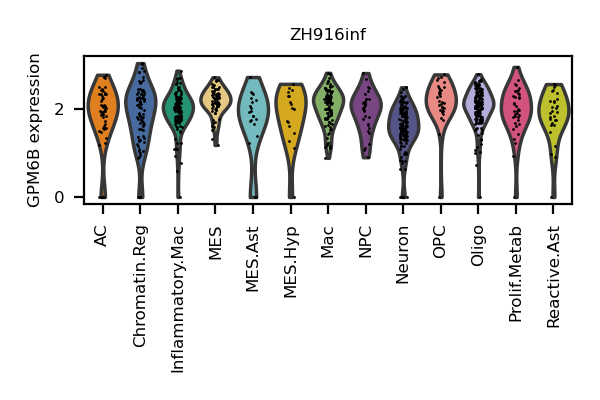 ZH916inf
GPM6B expression
2
0
AC
Chromatin.Reg
Inflammatory.Mac
MES
MES.Ast
MES.Hyp
Mac
NPC
Neuron
OPC
Oligo
Prolif.Metab
Reactive.Ast